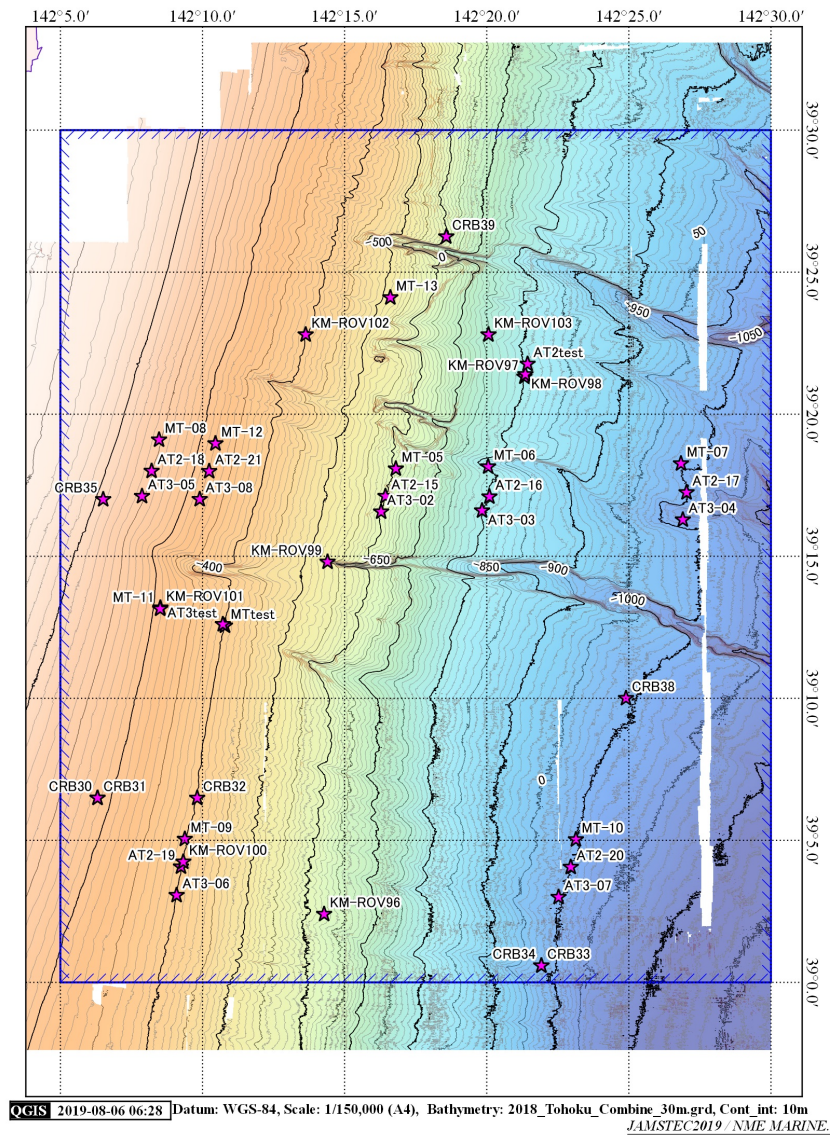 142°5.0′ 142°10.0′ 142°15.0′ 142°20.0′ 142°25.0′ 142°30.0′
39°30.0′
CRB39
50
-500
0
39°25.0′
MT-13
-950
KM-ROV102 KM-ROV103
-1050
AT2test
KM-ROV97
KM-ROV98
39°20.0′
MT-08 MT-12
MT-05 MT-06 MT-07
AT2-18 AT2-21
CRB35 AT3-05 AT3-08 AT2-15 AT2-16 AT2-17
AT3-02 AT3-03 AT3-04
39°15.0′
KM-ROV99 -650
-400 -850 -900
MT-11 KM-ROV101 -1000
AT3test MTtest
39°10.0′
CRB38
CRB30 CRB31 CRB32
0
MT-09 MT-10
39°5.0′
AT2-19 KM-ROV100 AT2-20
AT3-06 AT3-07
KM-ROV96
CRB34 CRB33
39°0.0′
QGIS 2019-08-06 06:28 Datum: WGS-84, Scale: 1/150,000 (A4), Bathymetry: 2018_Tohoku_Combine_30m.grd, Cont_int: 10m
JAMSTEC2019 / NME MARINE.